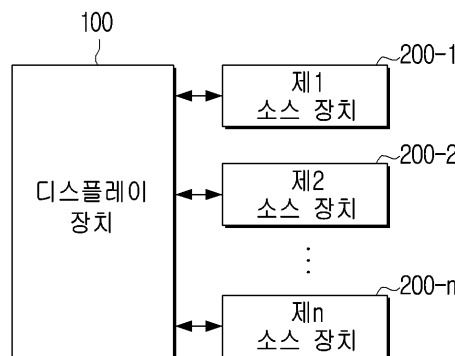 100
200-1
제1
소스 장치
200-2
디스플레이
장치
제2
소스 장치
200-n
제n
소스 장치